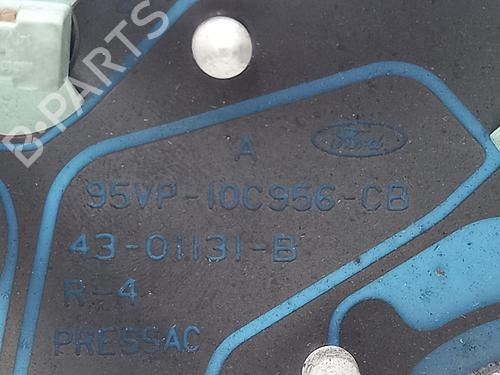 B-PARTS
A
Ford
95VP-10C956-CB
43-01131-B
R-4
PRESSAC